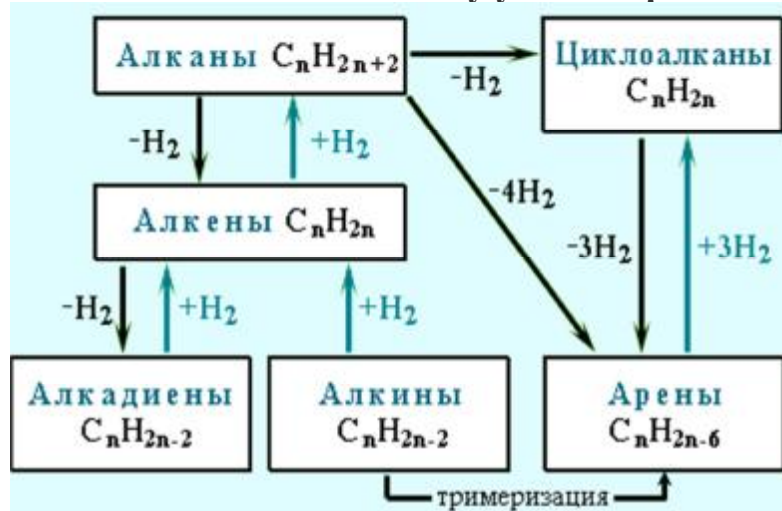 Алканы CₙH₂ₙ₊₂
-H₂
Циклоалканы
CₙH₂ₙ
-H₂
+H₂
-4H₂
Алкены CₙH₂ₙ
-3H₂
+3H₂
-H₂
+H₂
+H₂
Алкадиены
CₙH₂ₙ₋₂
Алкины
CₙH₂ₙ₋₂
Арены
CₙH₂ₙ₋₆
тримеризация